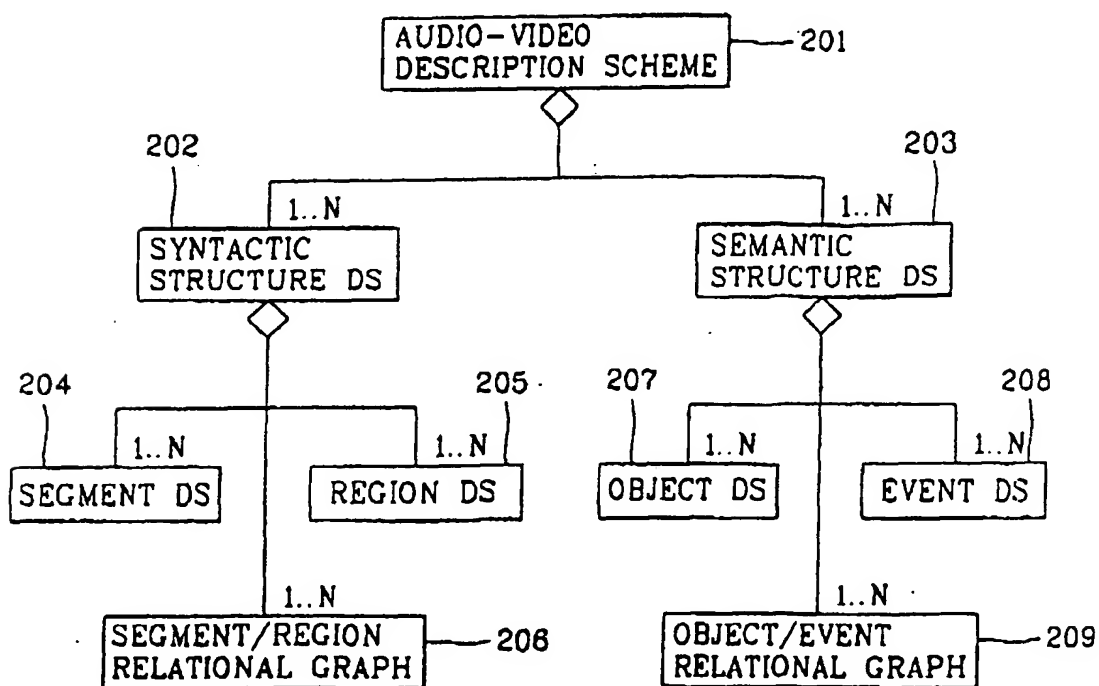 AUDIO-VIDEO
DESCRIPTION SCHEME
201
202
203
1..N
1..N
SYNTACTIC
STRUCTURE DS
SEMANTIC
STRUCTURE DS
204
205
207
208
1..N
1..N
1..N
1..N
SEGMENT DS
REGION DS
OBJECT DS
EVENT DS
1..N
1..N
SEGMENT/REGION
RELATIONAL GRAPH
206
OBJECT/EVENT
RELATIONAL GRAPH
209